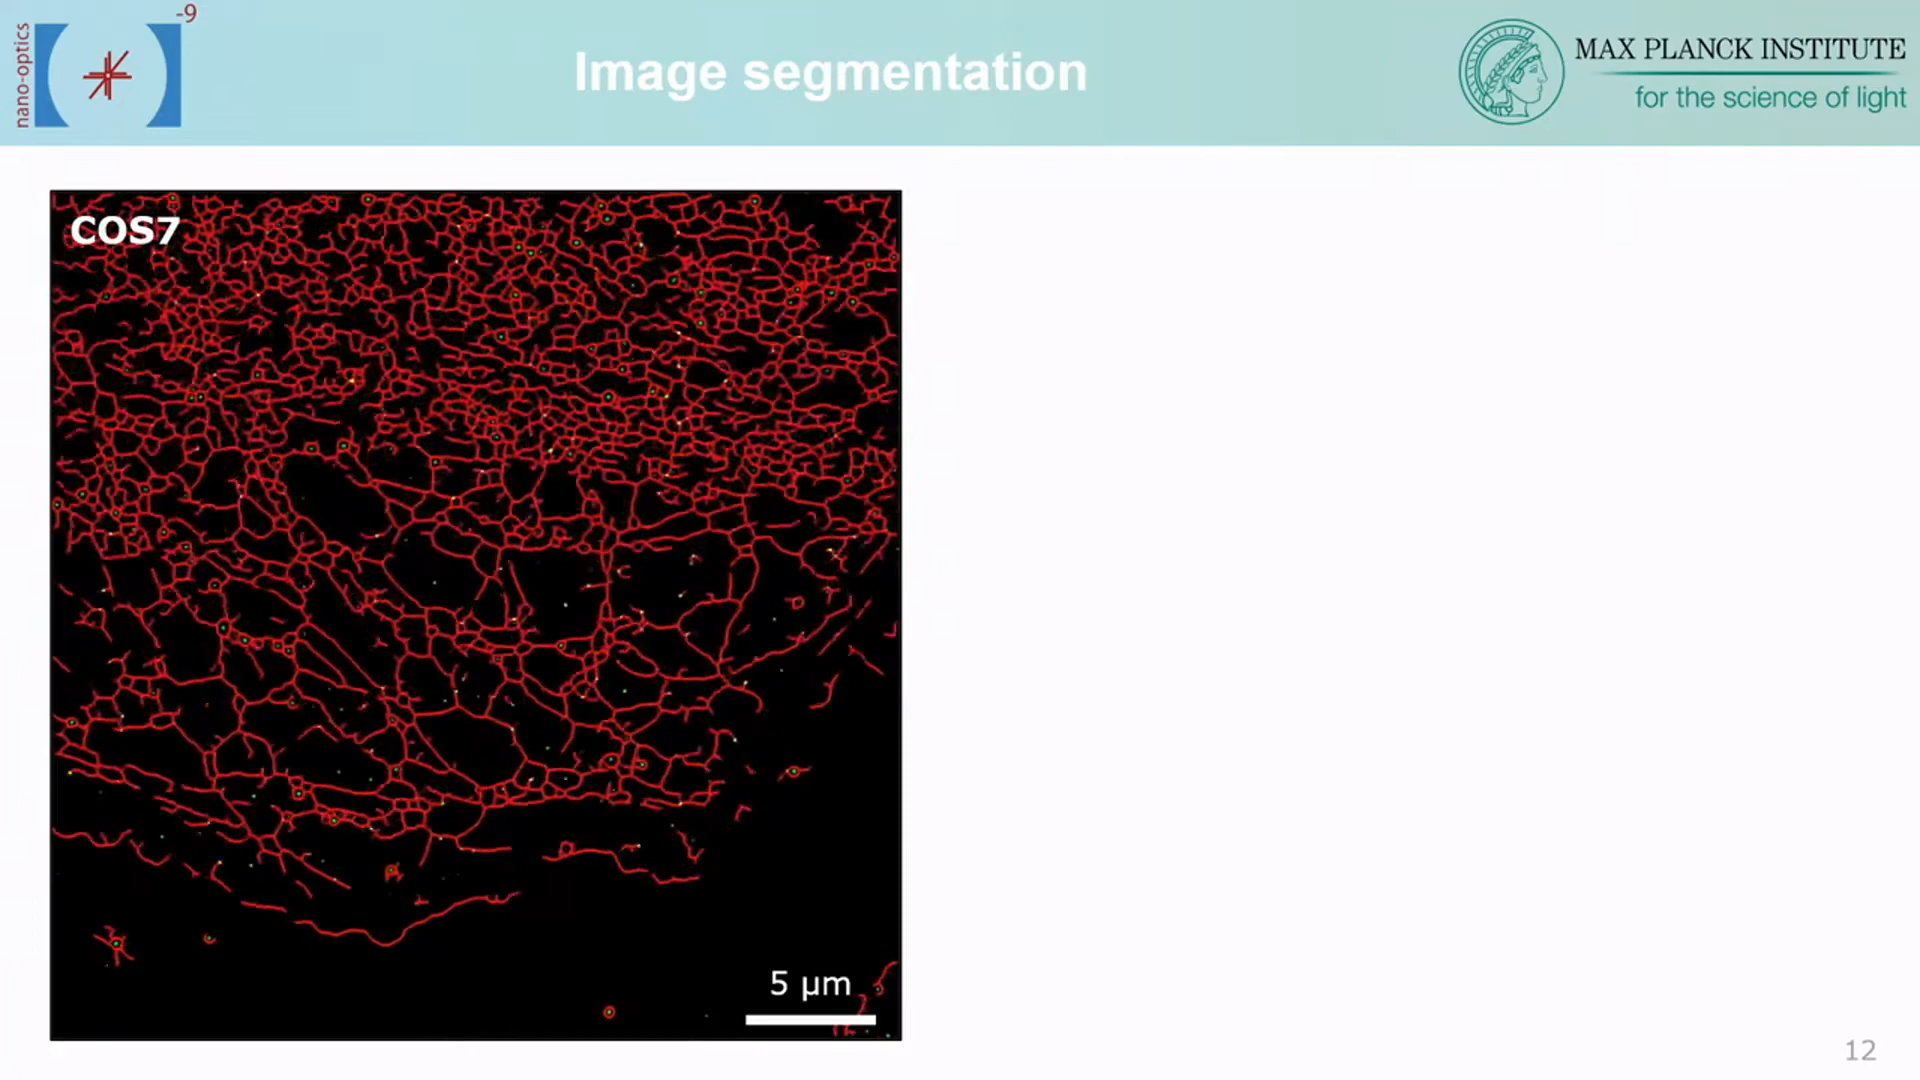 nano-optics
-9
Image segmentation
MAX PLANCK INSTITUTE
for the science of light
COS7
5 µm
12